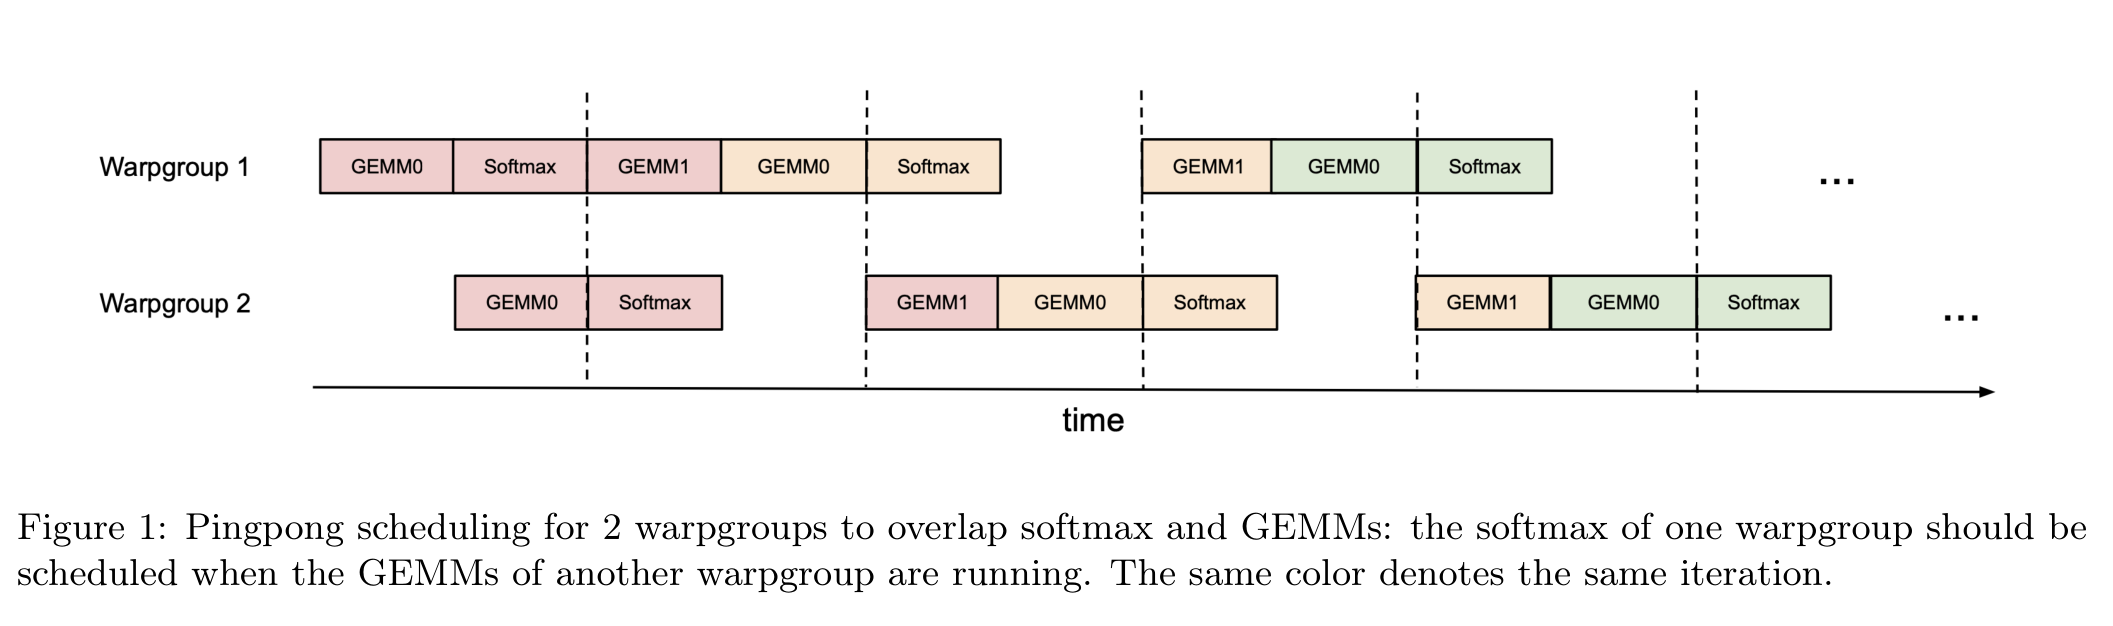 Warpgroup 1 GEMM0 Softmax GEMM1 GEMM0 Softmax GEMM1 GEMM0 Softmax ...
Warpgroup 2 GEMM0 Softmax GEMM1 GEMM0 Softmax GEMM1 GEMM0 Softmax ...
time
Figure 1: Pingpong scheduling for 2 warpgroups to overlap softmax and GEMMs: the softmax of one warpgroup should be
scheduled when the GEMMs of another warpgroup are running. The same color denotes the same iteration.